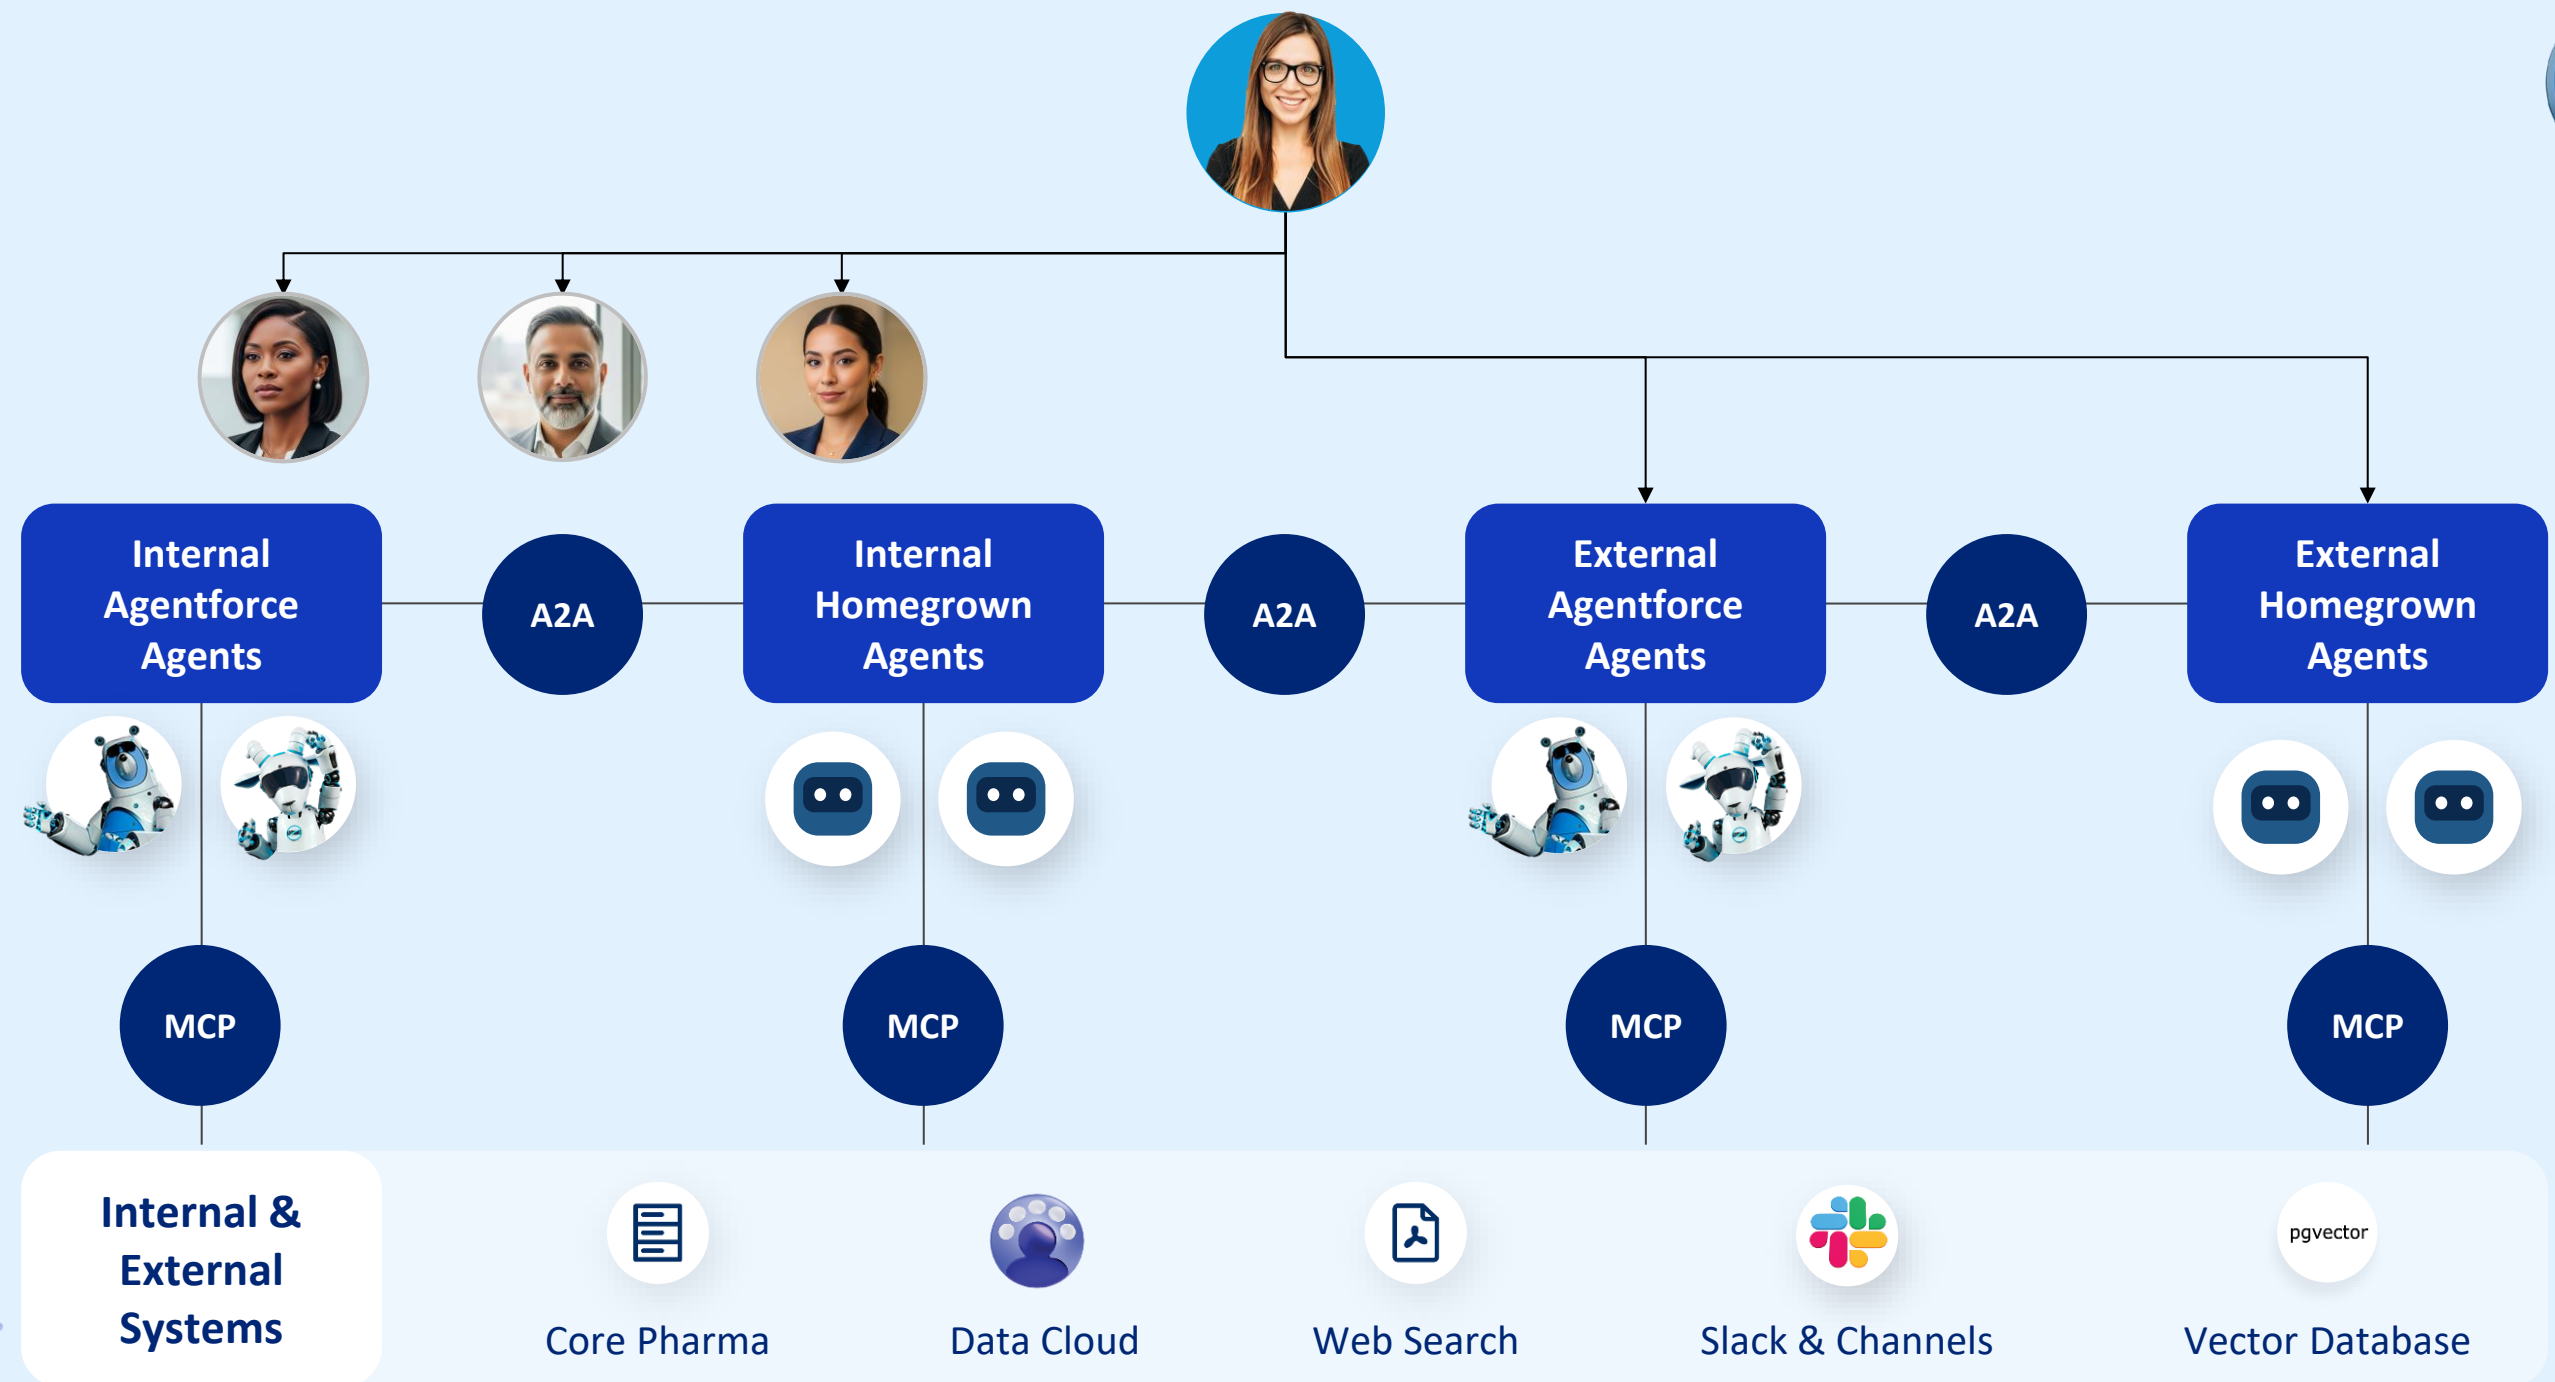 Internal
Agentforce
Agents
A2A
Internal
Homegrown
Agents
A2A
External
Agentforce
Agents
A2A
External
Homegrown
Agents
MCP
MCP
MCP
MCP
Internal &
External
Systems
Core Pharma
Data Cloud
Web Search
Slack & Channels
pgvector
Vector Database